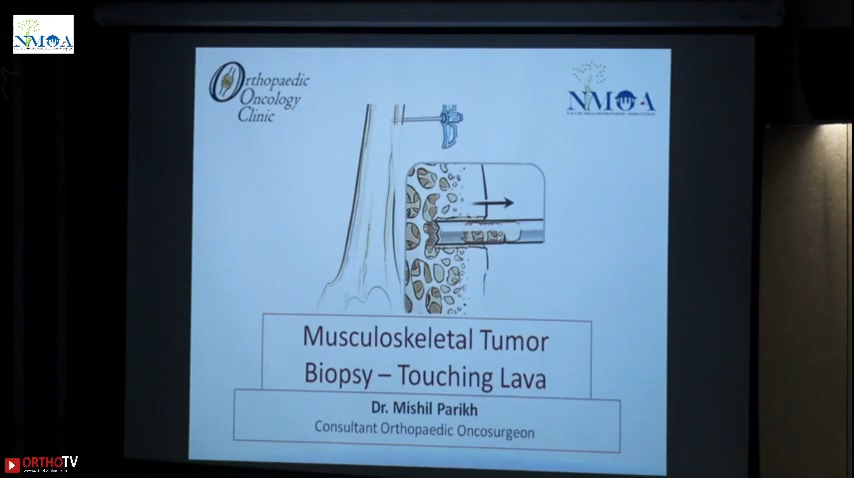 NMOA
Orthopaedic
Oncology
Clinic
NMOA
Musculoskeletal Tumor
Biopsy – Touching Lava
Dr. Mishil Parikh
Consultant Orthopaedic Oncosurgeon
ORTHOTV